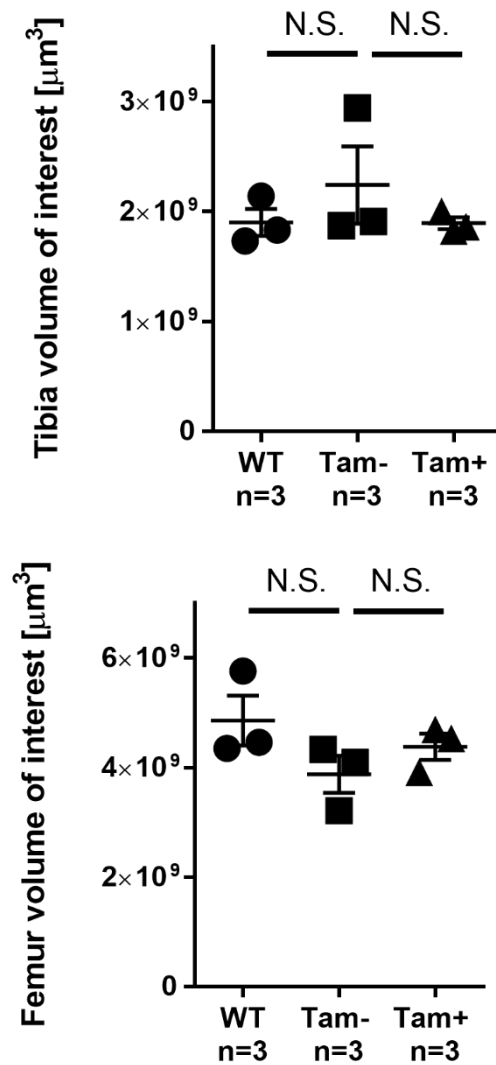 N.S. N.S.
Tibia volume of interest [μm³]
3×10⁹
2×10⁹
1×10⁹
0
WT Tam- Tam+
n=3 n=3 n=3
N.S. N.S.
Femur volume of interest [μm³]
6×10⁹
4×10⁹
2×10⁹
0
WT Tam- Tam+
n=3 n=3 n=3